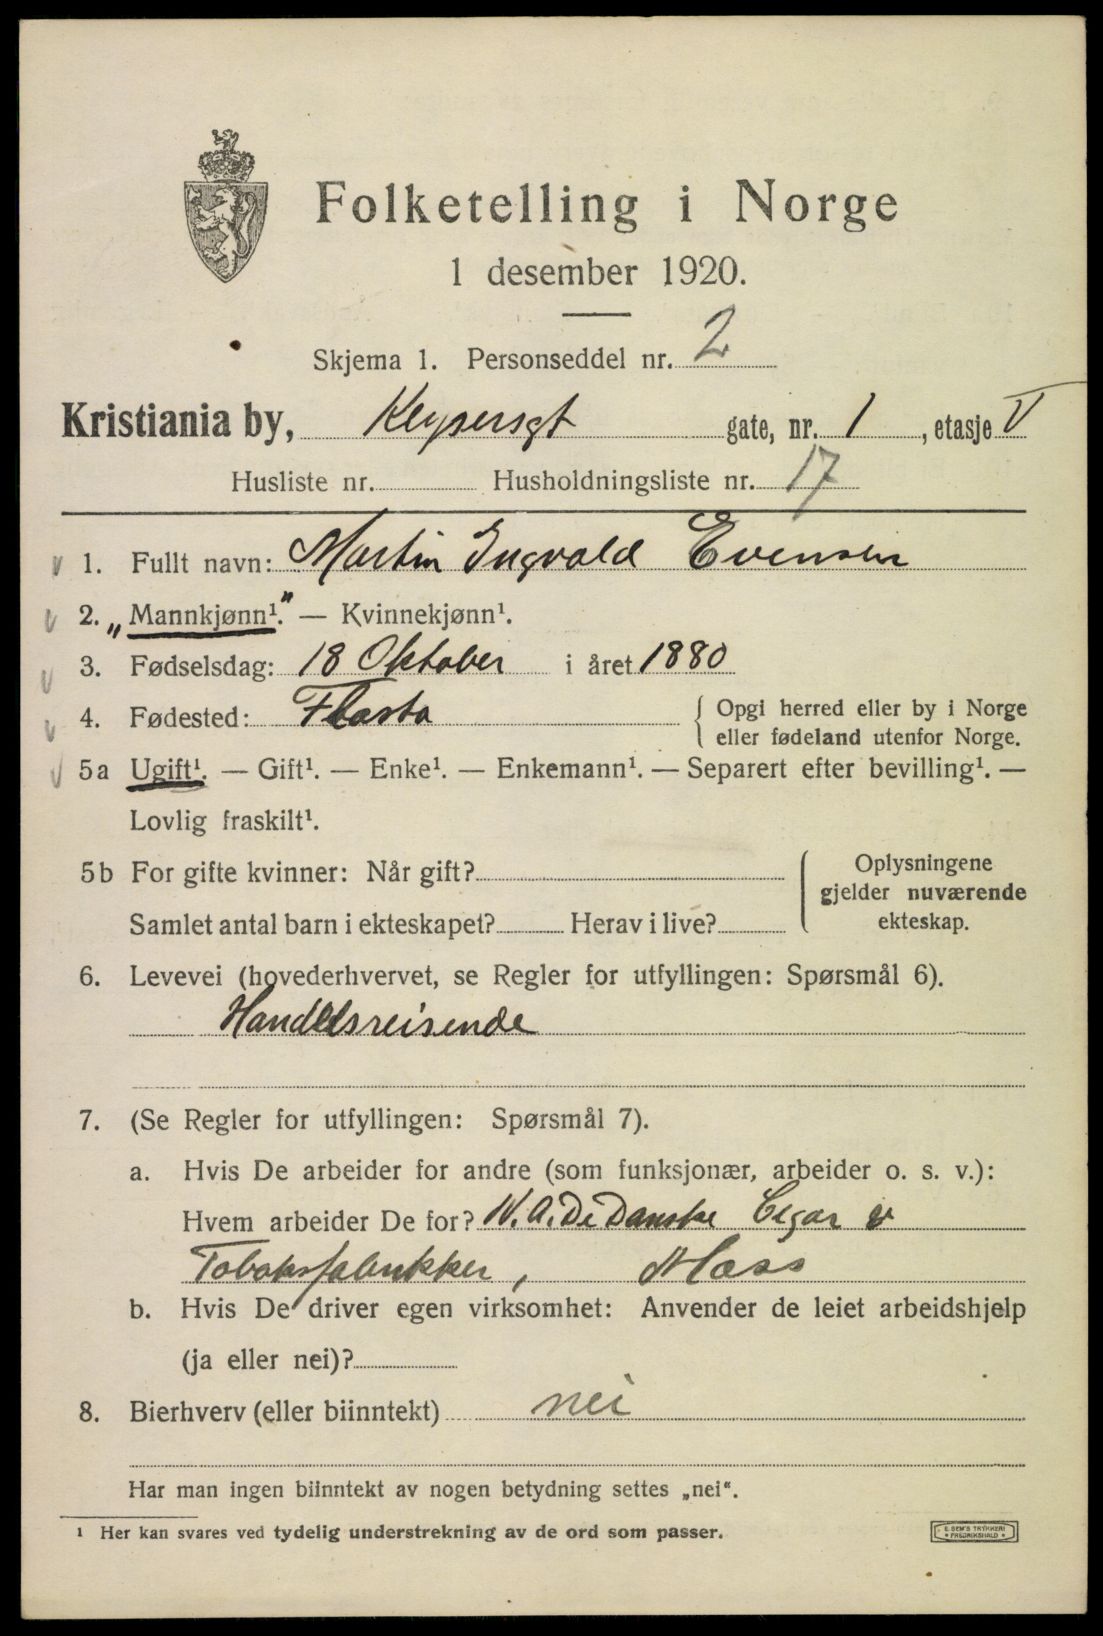 Folketelling i Norge
1 desember 1920.
Skjema 1. Personseddel nr. 2
Kristiania by, Keysersgt gate, nr. 1, etasje V
Husliste nr. Husholdningsliste nr. 17
1. Fullt navn: Martin Ingvald Evensen
2. „Mannkjønn¹.” — Kvinnekjønn¹.
3. Fødselsdag: 18 Oktober i året 1880
4. Fødested: Flasta { Opgi herred eller by i Norge
eller fødeland utenfor Norge.
5a Ugift¹. — Gift¹. — Enke¹. — Enkemann¹. — Separert efter bevilling¹. —
Lovlig fraskilt¹.
5b For gifte kvinner: Når gift? { Oplysningene
gjelder nuværende
Samlet antal barn i ekteskapet? Herav i live? ekteskap.
6. Levevei (hovederhvervet, se Regler for utfyllingen: Spørsmål 6).
Handelsreisende
7. (Se Regler for utfyllingen: Spørsmål 7).
a. Hvis De arbeider for andre (som funksjonær, arbeider o. s. v.):
Hvem arbeider De for? N. A. De Danske Cigar &
Tobaksfabrikker, Moss
b. Hvis De driver egen virksomhet: Anvender de leiet arbeidshjelp
(ja eller nei)?
8. Bierhverv (eller biinntekt) nei
Har man ingen biinntekt av nogen betydning settes „nei“.
¹ Her kan svares ved tydelig understrekning av de ord som passer.
E. SEM'S TRYKKERI
• FREDRIKSHALD •